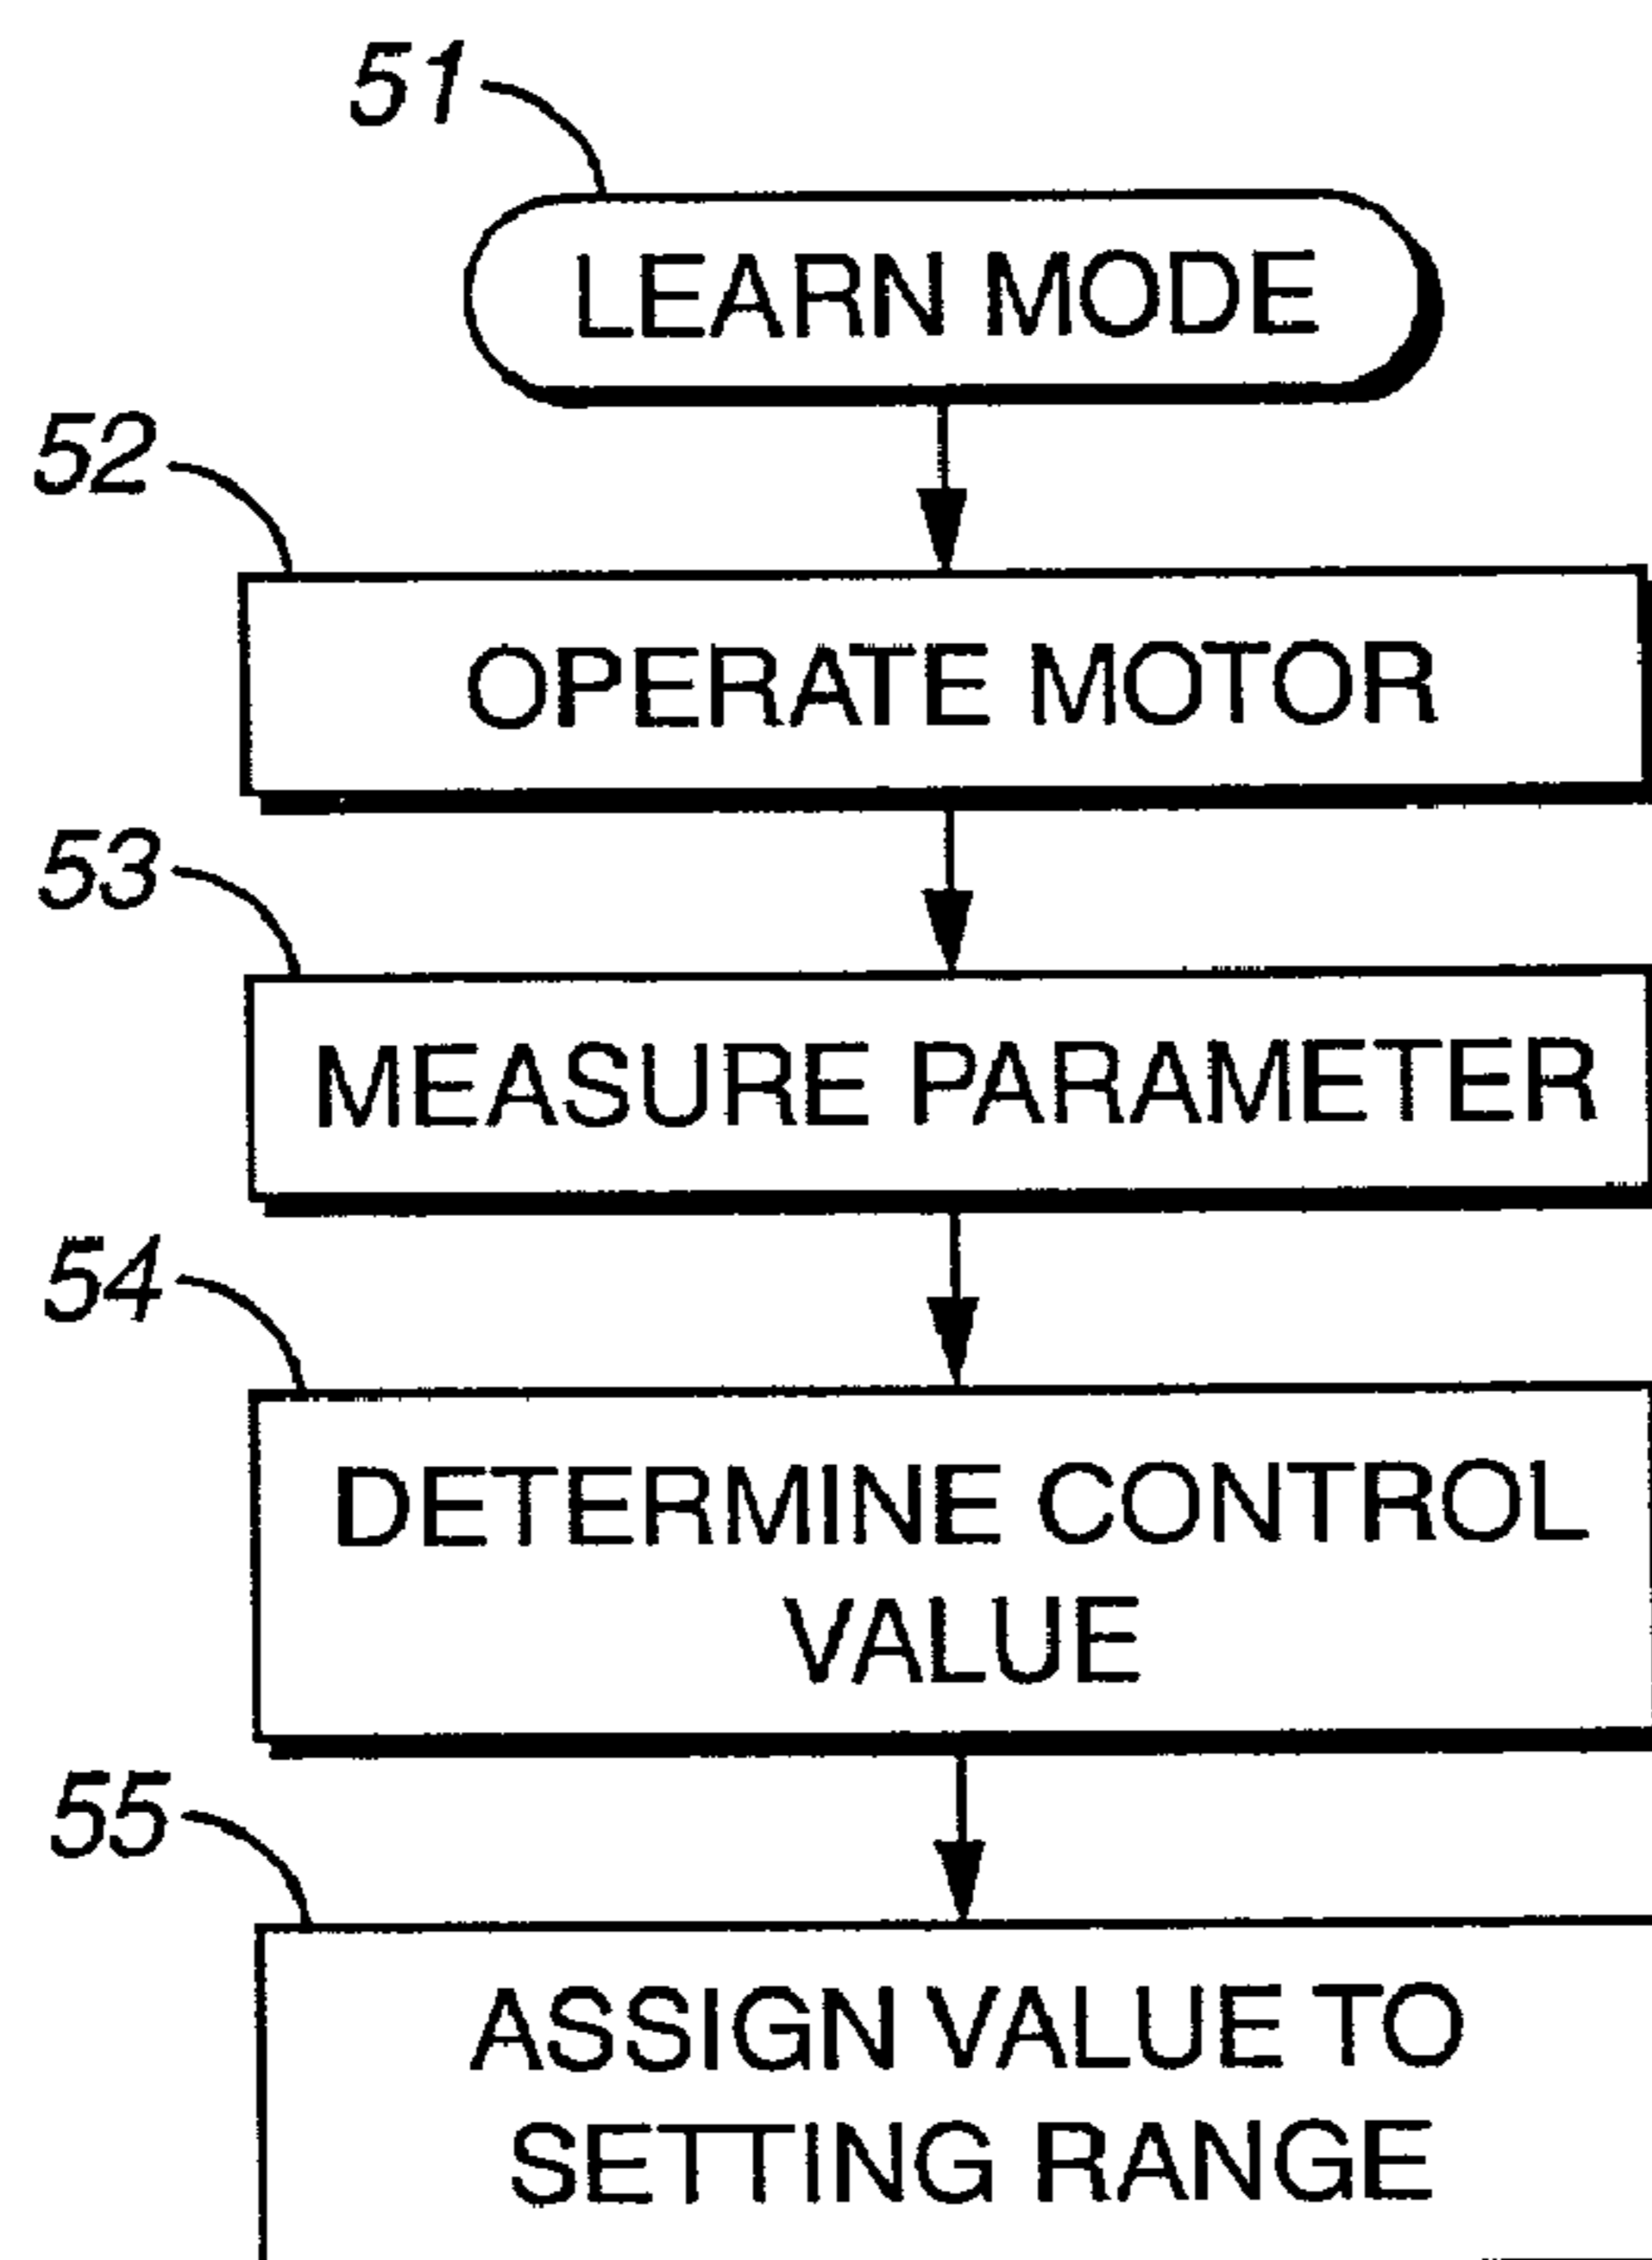 51
LEARN MODE
52
OPERATE MOTOR
53
MEASURE PARAMETER
54
DETERMINE CONTROL
VALUE
55
ASSIGN VALUE TO
SETTING RANGE